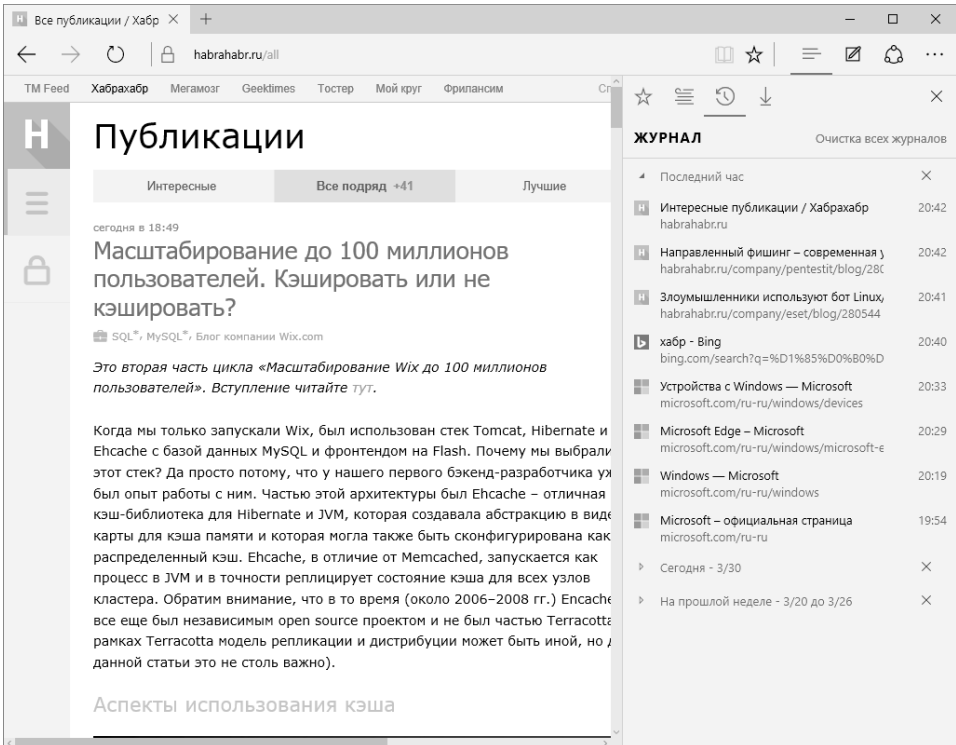 Все публикации / Хабр
habrahabr.ru/all
TM Feed Хабрахабр Мегамозг Geektimes Тостер Мой круг Фрилансим
Публикации
Интересные Все подряд +41 Лучшие
сегодня в 18:49
Масштабирование до 100 миллионов
пользователей. Кэшировать или не
кэшировать?
SQL*, MySQL*, Блог компании Wix.com
Это вторая часть цикла «Масштабирование Wix до 100 миллионов
пользователей». Вступление читайте тут.
Когда мы только запускали Wix, был использован стек Tomcat, Hibernate и
Ehcache с базой данных MySQL и фронтендом на Flash. Почему мы выбрали
этот стек? Да просто потому, что у нашего первого бэкенд-разработчика уж
был опыт работы с ним. Частью этой архитектуры был Ehcache – отличная
кэш-библиотека для Hibernate и JVM, которая создавала абстракцию в виде
карты для кэша памяти и которая могла также быть сконфигурирована как
распределенный кэш. Ehcache, в отличие от Memcached, запускается как
процесс в JVM и в точности реплицирует состояние кэша для всех узлов
кластера. Обратим внимание, что в то время (около 2006–2008 гг.) Encache
все еще был независимым open source проектом и не был частью Terracotta
рамках Terracotta модель репликации и дистрибуции может быть иной, но д
данной статьи это не столь важно).
Аспекты использования кэша
ЖУРНАЛ Очистка всех журналов
Последний час
Интересные публикации / Хабрахабр 20:42
habrahabr.ru
Направленный фишинг – современная у 20:42
habrahabr.ru/company/pentestit/blog/280
Злоумышленники используют бот Linux/ 20:41
habrahabr.ru/company/eset/blog/280544
хабр - Bing 20:40
bing.com/search?q=%D1%85%D0%B0%D
Устройства с Windows — Microsoft 20:33
microsoft.com/ru-ru/windows/devices
Microsoft Edge – Microsoft 20:29
microsoft.com/ru-ru/windows/microsoft-e
Windows — Microsoft 20:19
microsoft.com/ru-ru/windows
Microsoft – официальная страница 19:54
microsoft.com/ru-ru
Сегодня - 3/30
На прошлой неделе - 3/20 до 3/26